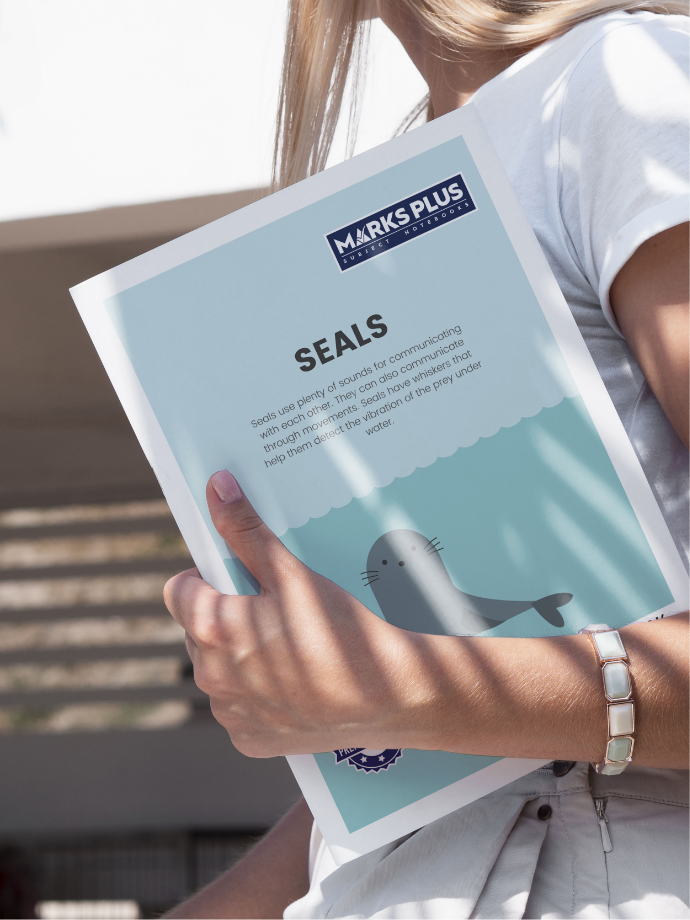 MARKS PLUS
SUBJECT NOTEBOOKS
SEALS
Seals use plenty of sounds for communicating
with each other. They can also communicate
through movements. Seals have whiskers that
help them detect the vibration of the prey under
water.